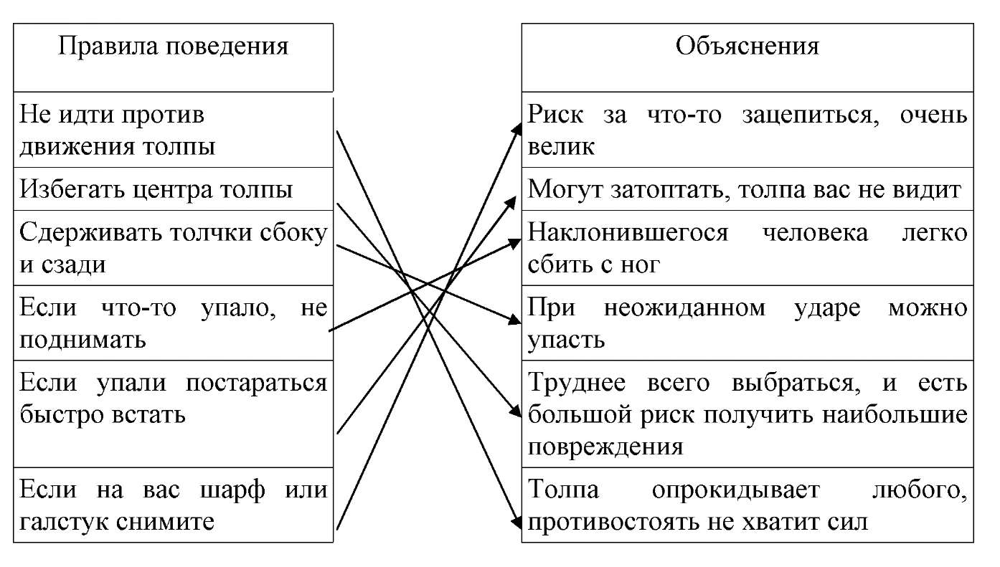 Правила поведения
Объяснения
Не идти против
движения толпы
Риск за что-то зацепиться, очень
велик
Избегать центра толпы
Могут затоптать, толпа вас не видит
Сдерживать толчки сбоку
и сзади
Наклонившегося человека легко
сбить с ног
Если что-то упало, не
поднимать
При неожиданном ударе можно
упасть
Если упали постараться
быстро встать
Труднее всего выбраться, и есть
большой риск получить наибольшие
повреждения
Если на вас шарф или
галстук снимите
Толпа опрокидывает любого,
противостоять не хватит сил